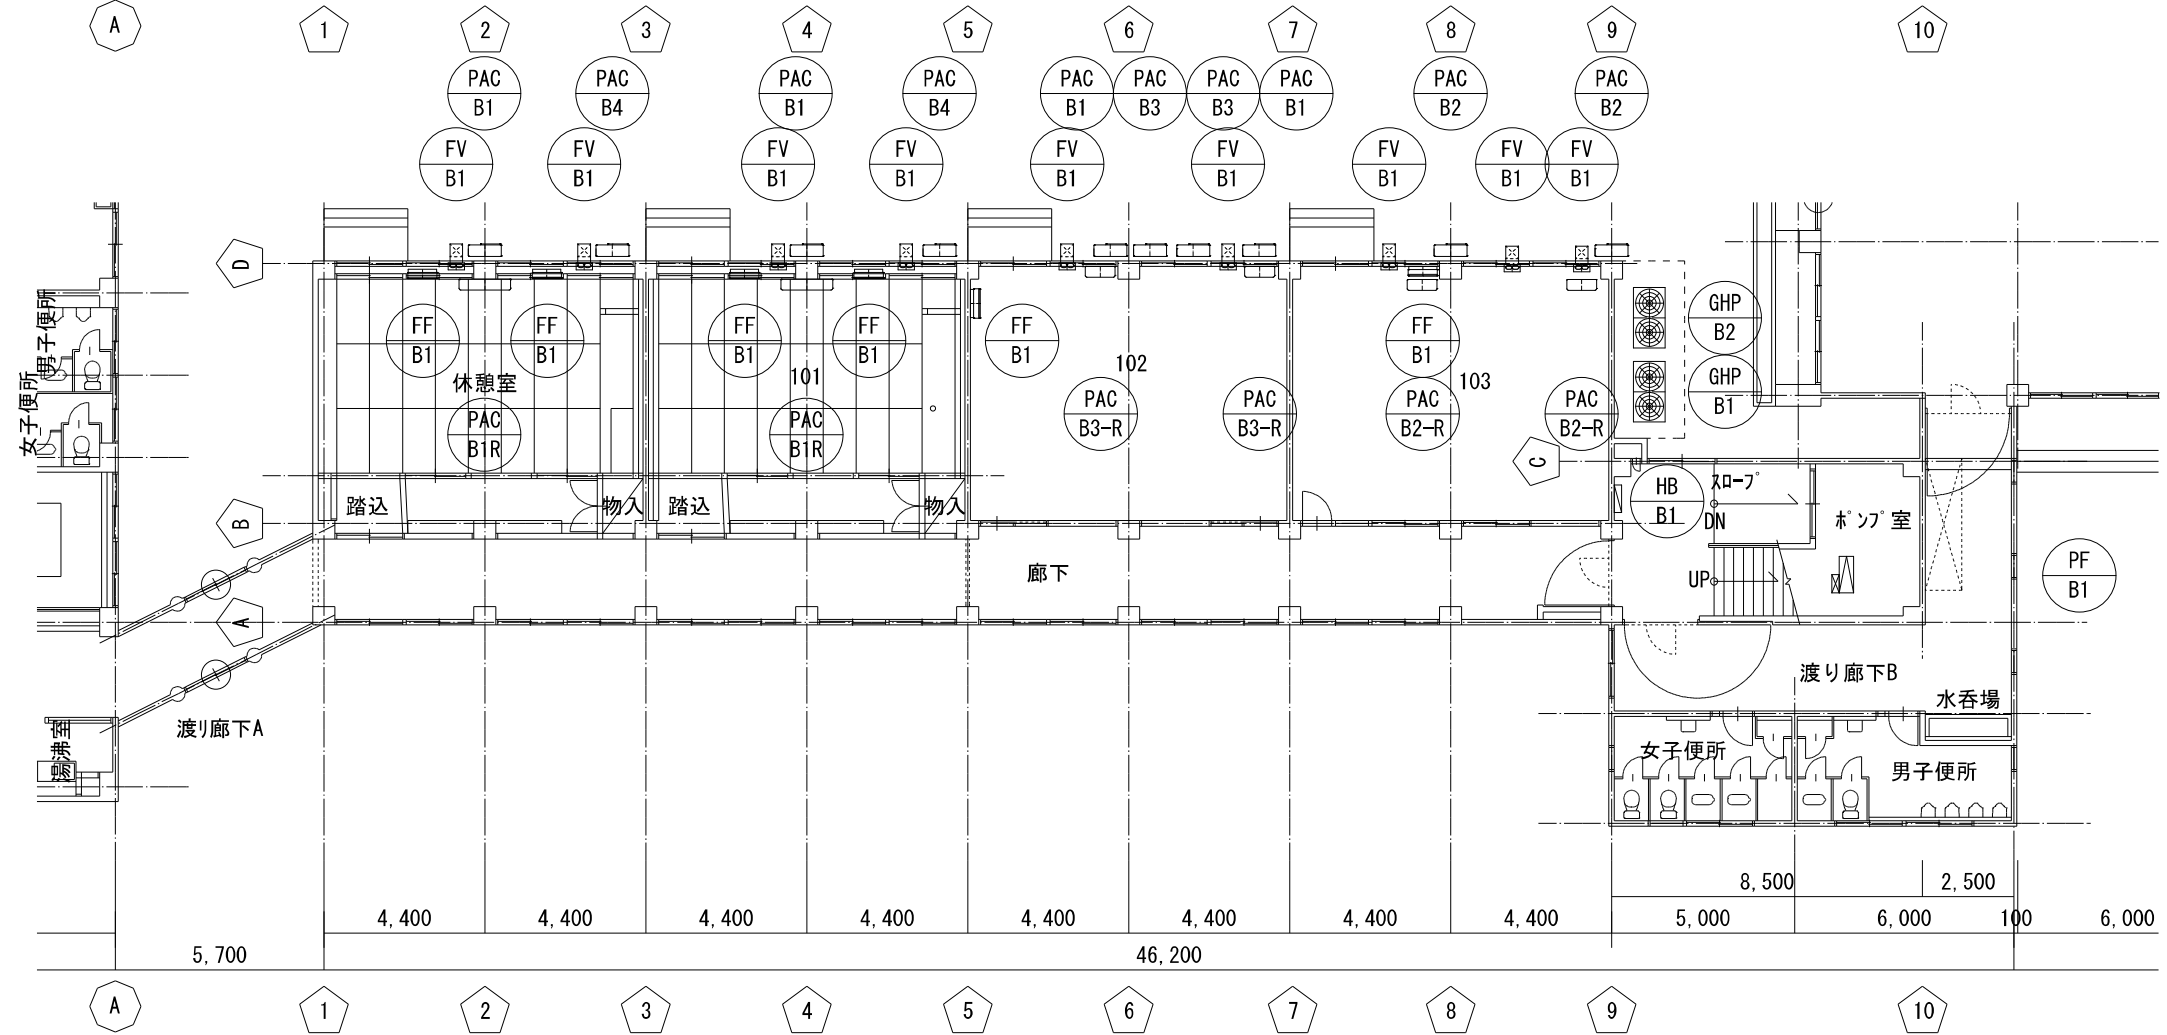 A 1 2 3 4 5 6 7 8 9 10
PAC B1
PAC B4
PAC B1
PAC B4
PAC B1
PAC B3
PAC B3
PAC B1
PAC B2
PAC B2
FV B1
FV B1
FV B1
FV B1
FV B1
FV B1
FV B1
FV B1
FV B1
D
男子便所
女子便所
FF B1
FF B1
FF B1
FF B1
FF B1
FF B1
GHP B2
GHP B1
休憩室
101
102
103
PAC B1R
PAC B1R
PAC B3-R
PAC B3-R
PAC B2-R
PAC B2-R
C
B
踏込
物入
踏込
物入
HB B1
スロープ
DN
ポンプ室
UP
廊下
PF B1
A
渡り廊下A
湯沸室
渡り廊下B
水呑場
女子便所
男子便所
8,500 2,500
4,400 4,400 4,400 4,400 4,400 4,400 4,400 4,400 5,000 6,000 100 6,000
5,700 46,200
A 1 2 3 4 5 6 7 8 9 10